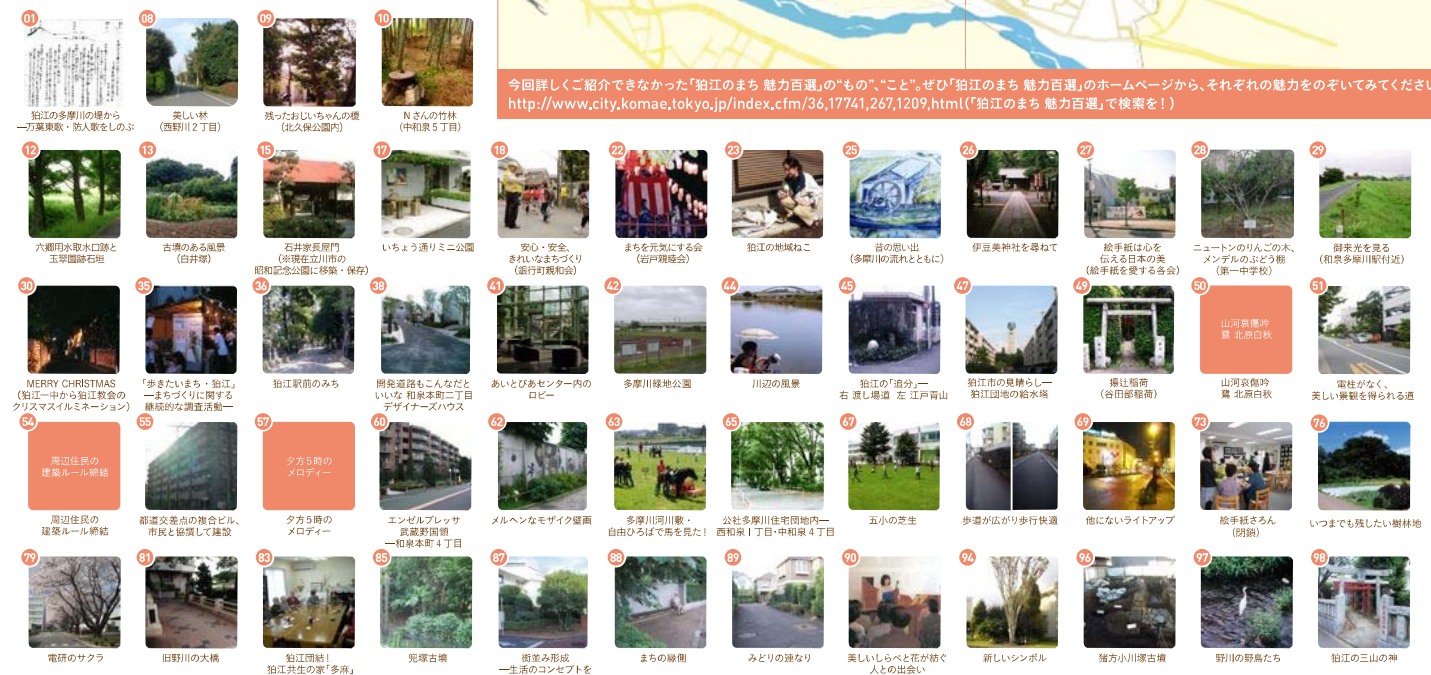 01
狛江の多摩川の堤から
―万葉東歌・防人歌をしのぶ
08
美しい林
(西野川2丁目)
09
残ったおじいちゃんの榎
(北久保公園内)
10
Nさんの竹林
(中和泉5丁目)
今回詳しくご紹介できなかった「狛江のまち 魅力百選」の“もの”、“こと”。ぜひ「狛江のまち 魅力百選」のホームページから、それぞれの魅力をのぞいてみてくださ
http://www.city.komae.tokyo.jp/index.cfm/36,17741,267,1209,html(「狛江のまち 魅力百選」で検索を!)
12
六郷用水取水口跡と
玉翠園跡石垣
13
古墳のある風景
(白井塚)
15
石井家長屋門
(※現在立川市の
昭和記念公園に移築・保存)
17
いちょう通りミニ公園
18
安心・安全、
きれいなまちづくり
(銀行町親和会)
22
まちを元気にする会
(岩戸親睦会)
23
狛江の地域ねこ
25
昔の思い出
(多摩川の流れとともに)
26
伊豆美神社を尋ねて
27
絵手紙は心を
伝える日本の美
(絵手紙を愛する各会)
28
ニュートンのりんごの木、
メンデルのぶどう棚
(第一中学校)
29
御来光を見る
(和泉多摩川駅付近)
30
MERRY CHRISTMAS
(狛江一中から狛江教会の
クリスマスイルミネーション)
35
「歩きたいまち・狛江」
―まちづくりに関する
継続的な調査活動―
36
狛江駅前のみち
38
開発道路もこんなだと
いいな 和泉本町二丁目
デザイナーズハウス
41
あいとぴあセンター内の
ロビー
42
多摩川緑地公園
44
川辺の風景
45
狛江の「追分」―
右 渡し場道 左 江戸青山
47
狛江市の見晴らし―
狛江団地の給水塔
49
揚辻稲荷
(谷田部稲荷)
50
山河哀傷吟
鷺 北原白秋
山河哀傷吟
鷺 北原白秋
51
電柱がなく、
美しい景観を得られる道
54
周辺住民の
建築ルール締結
周辺住民の
建築ルール締結
55
都道交差点の複合ビル、
市民と協議して建設
57
夕方5時の
メロディー
夕方5時の
メロディー
60
エンゼルプレッサ
武蔵野国領
―和泉本町4丁目
62
メルヘンなモザイク壁画
63
多摩川河川敷・
自由ひろばで馬を見た!
65
公社多摩川住宅団地内―
西和泉1丁目・中和泉4丁目
67
五小の芝生
68
歩道が広がり歩行快適
69
他にないライトアップ
73
絵手紙さろん
(閉鎖)
76
いつまでも残したい樹林地
79
電研のサクラ
81
旧野川の大橋
83
狛江団結!
狛江共生の家「多麻」
85
兜塚古墳
87
街並み形成
―生活のコンセプトを
88
まちの縁側
89
みどりの連なり
90
美しいしらべと花が紡ぐ
人との出会い
94
新しいシンボル
96
猪方小川塚古墳
97
野川の野鳥たち
98
狛江の三山の神